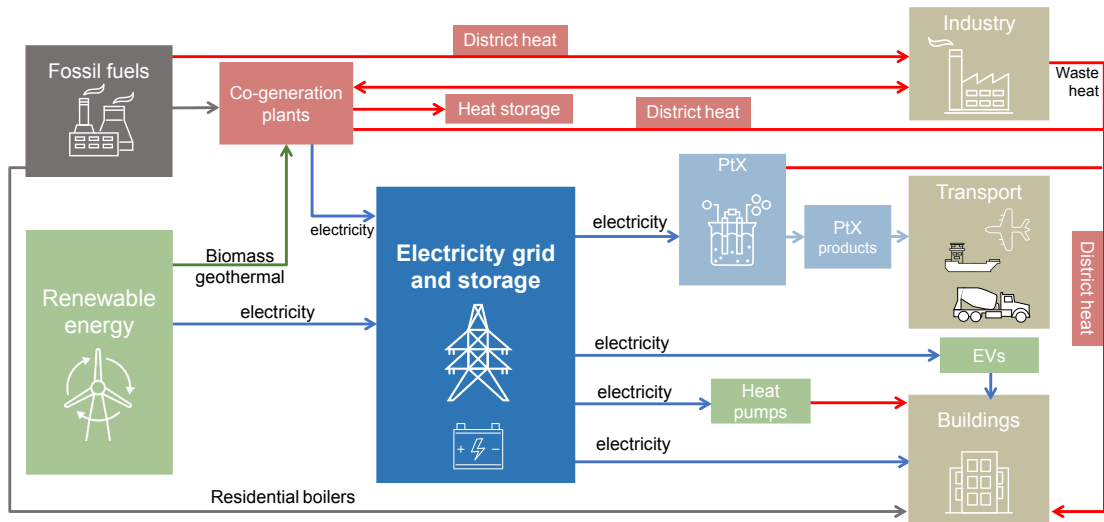 Industry
District heat
Fossil fuels
Waste
heat
Co-generation
plants
Heat storage
District heat
PtX
Transport
electricity
electricity
PtX
products
Biomass
geothermal
Electricity grid
and storage
District heat
Renewable
energy
electricity
electricity
EVs
electricity
Heat
pumps
Buildings
electricity
Residential boilers